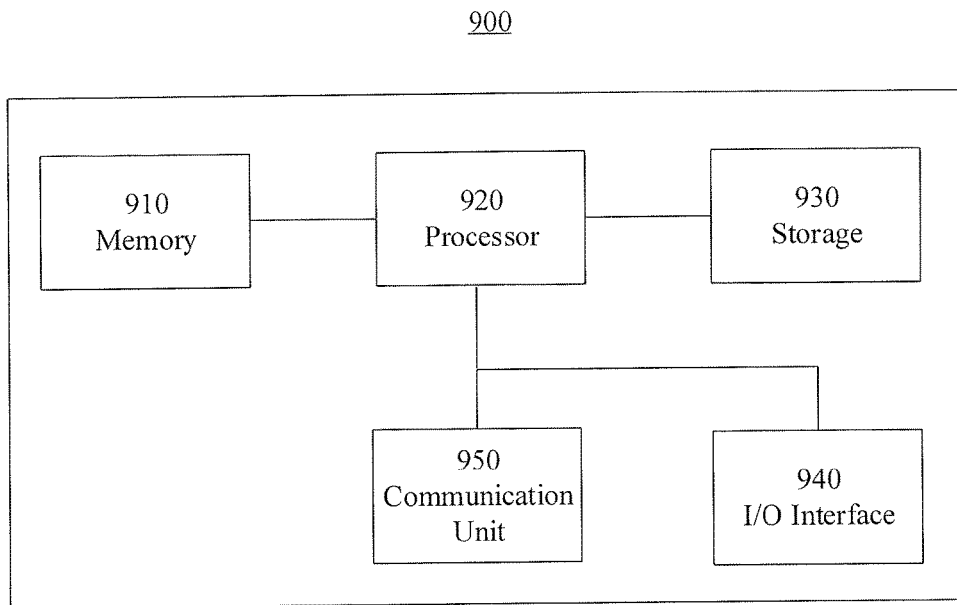 900
910
Memory
920
Processor
930
Storage
950
Communication
Unit
940
I/O Interface